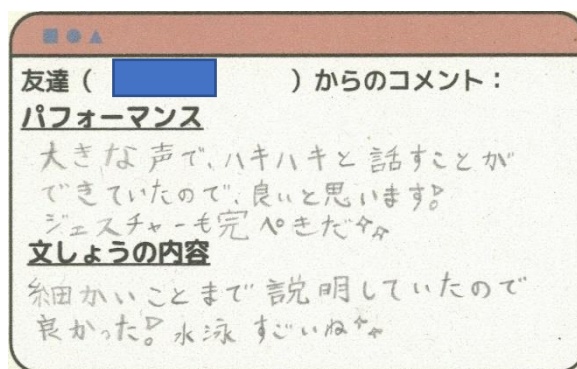 友達（　　　　　）からのコメント：
パフォーマンス
大きな声で、ハキハキと話すことが
できていたので、良いと思います!
ジェスチャーも完ぺきだ
文しょうの内容
細かいことまで説明していたので
良かった! 水泳すごいね